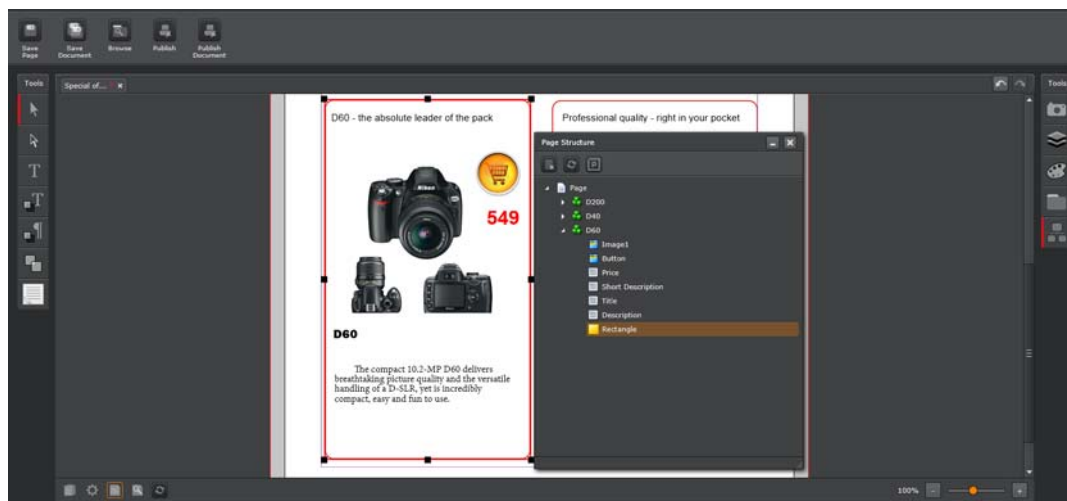 Save
Page
Save
Document
Browse
Publish
Publish
Document
Tools
Special of...
x
Tools
D60 - the absolute leader of the pack
Nikon
549
D60
The compact 10.2-MP D60 delivers
breathtaking picture quality and the versatile
handling of a D-SLR, yet is incredibly
compact, easy and fun to use.
Professional quality - right in your pocket
Page Structure
Page
D200
D40
D60
Image1
Button
Price
Short Description
Title
Description
Rectangle
100%